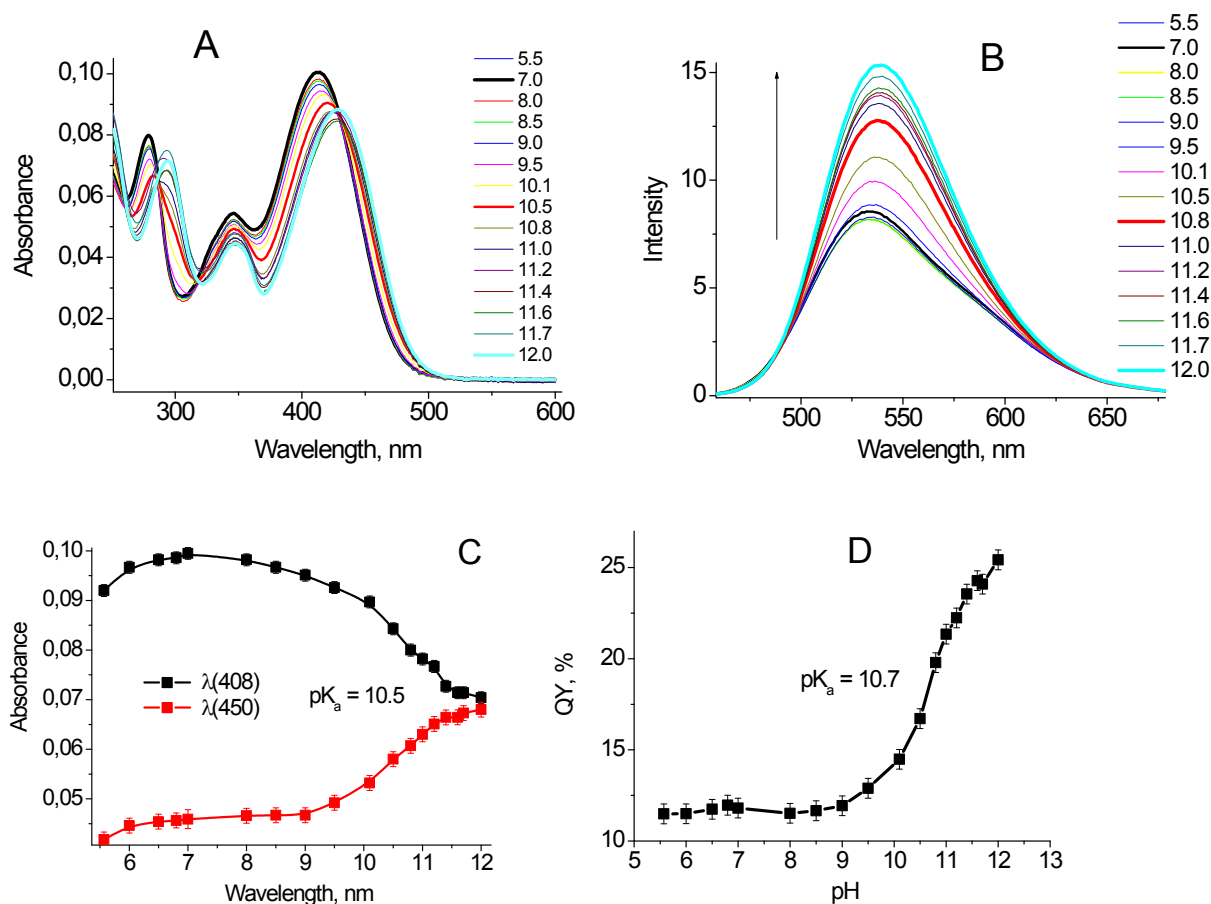 A
5.5
7.0
8.0
8.5
9.0
9.5
10.1
10.5
10.8
11.0
11.2
11.4
11.6
11.7
12.0
0,10
0,08
0,06
0,04
0,02
0,00
Absorbance
300 400 500 600
Wavelength, nm
B
5.5
7.0
8.0
8.5
9.0
9.5
10.1
10.5
10.8
11.0
11.2
11.4
11.6
11.7
12.0
15
10
5
0
Intensity
500 550 600 650
Wavelength, nm
C
0,10
0,09
0,08
0,07
0,06
0,05
Absorbance
λ(408)
λ(450)
pKa = 10.5
6 7 8 9 10 11 12
Wavelength, nm
D
25
20
15
10
QY, %
pKa = 10.7
5 6 7 8 9 10 11 12 13
pH